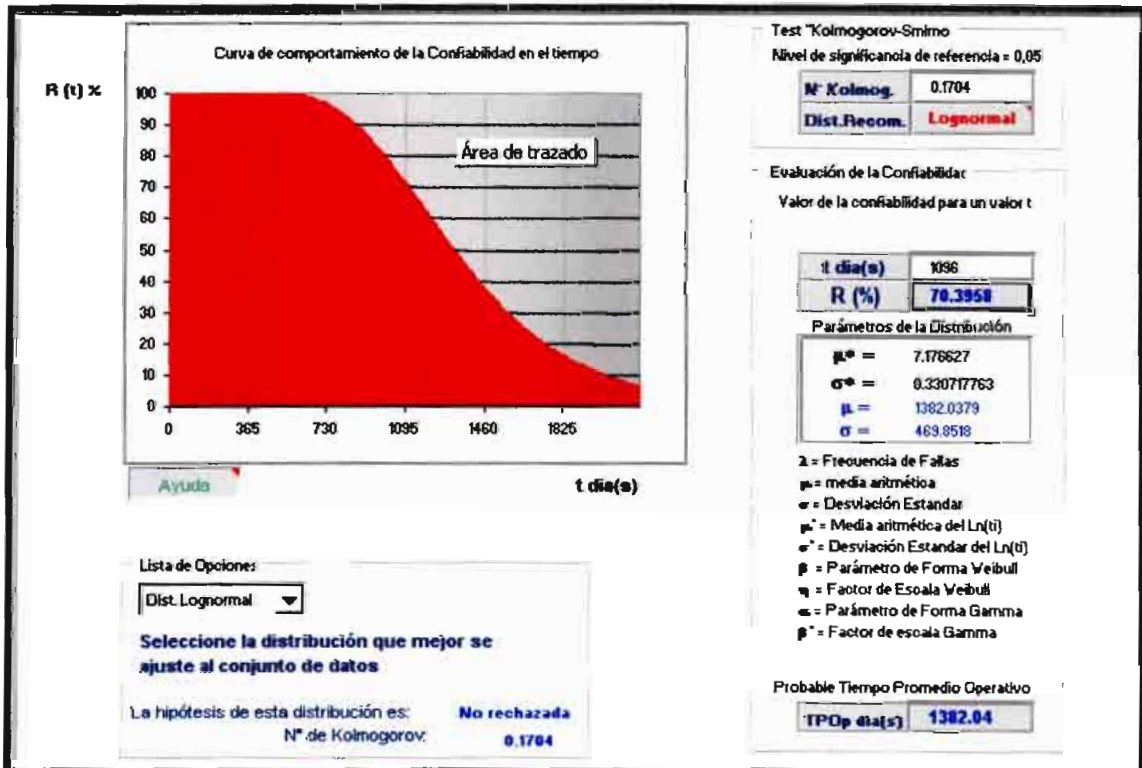 Curva de comportamiento de la Confiabilidad en el tiempo
R (t) %
100
90
80
70
60
50
40
30
20
10
0
Área de trazado
0 365 730 1095 1460 1825
Ayuda
t dia(s)
Lista de Opciones
Dist. Lognormal
Seleccione la distribución que mejor se
ajuste al conjunto de datos
La hipótesis de esta distribución es: No rechazada
N°.de Kolmogorov: 0.1704
Test "Kolmogorov-Smirno
Nivel de significancia de referencia = 0,05
N° Kolmog. 0.1704
Dist.Recom. Lognormal
Evaluación de la Confiabilidac
Valor de la confiabilidad para un valor t
t dia(s) 1096
R (%) 70.3958
Parámetros de la Distribución
μ* = 7.176627
σ* = 0.330717763
μ = 1382.0379
σ = 469.8518
λ = Frecuencia de Fallas
μ = media aritmética
σ = Desviación Estandar
μ* = Media aritmética del Ln(ti)
σ* = Desviación Estandar del Ln(ti)
β = Parámetro de Forma Weibull
η = Factor de Escala Weibull
α = Parámetro de Forma Gamma
β* = Factor de escala Gamma
Probable Tiempo Promedio Operativo
TPOp dia(s) 1382.04